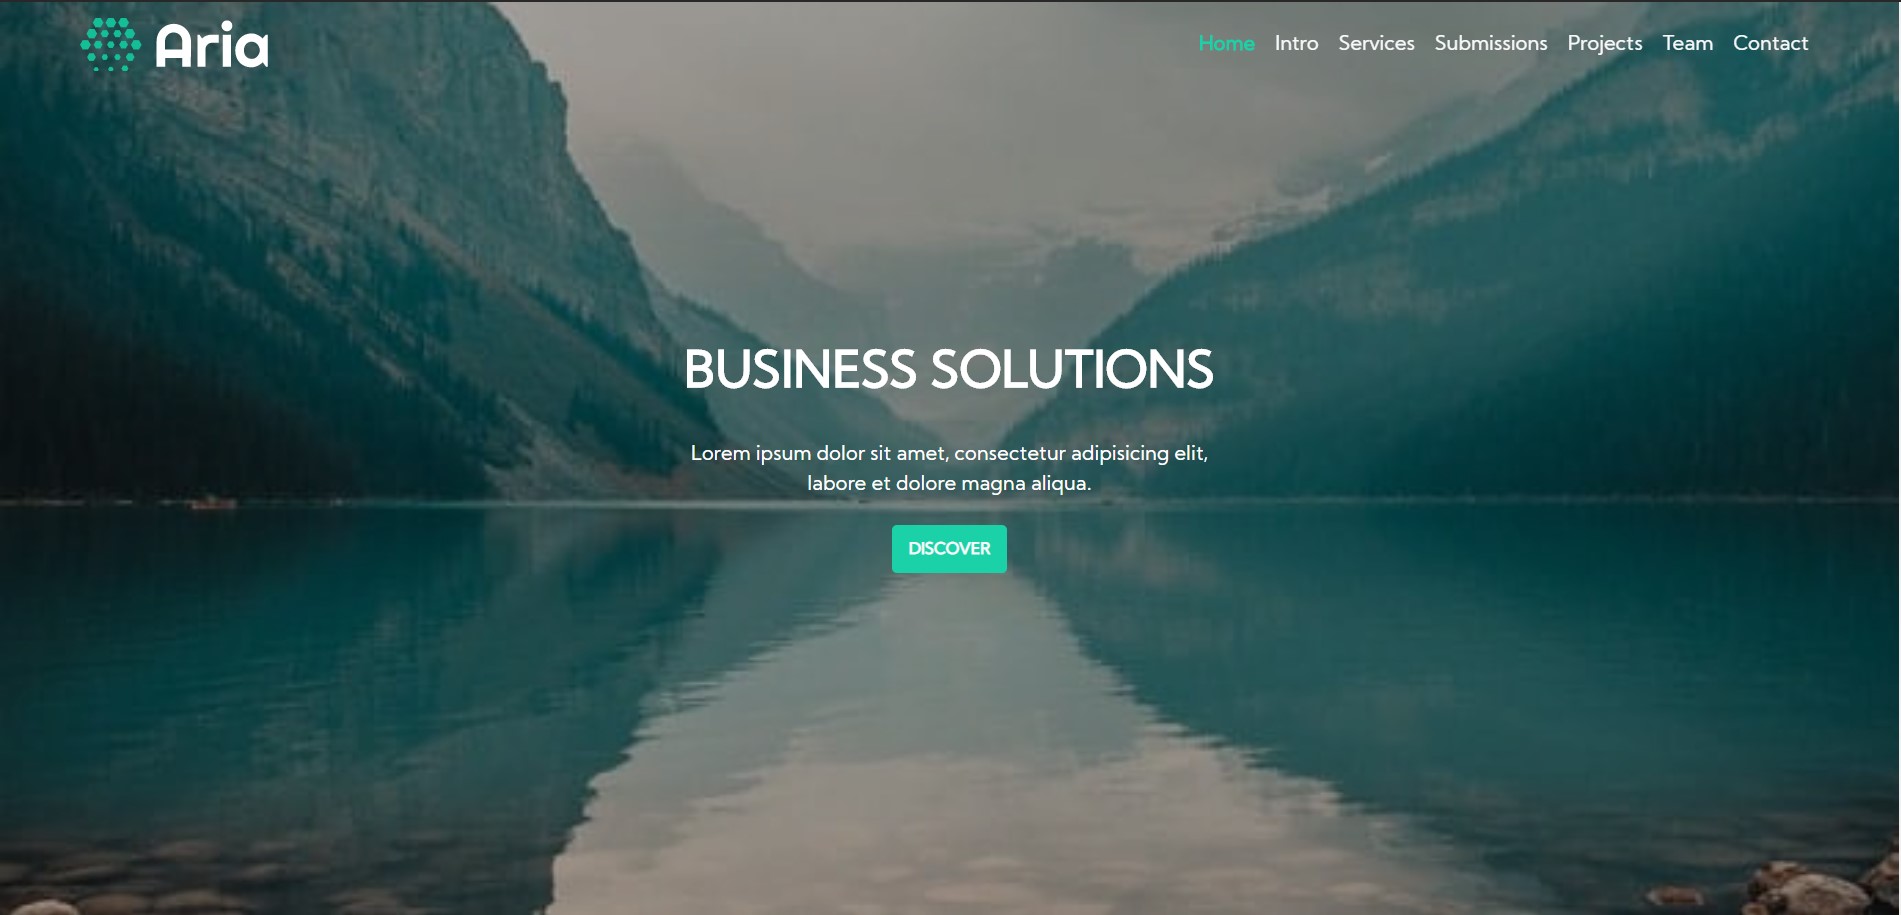 Aria
Home Intro Services Submissions Projects Team Contact
BUSINESS SOLUTIONS
Lorem ipsum dolor sit amet, consectetur adipisicing elit,
labore et dolore magna aliqua.
DISCOVER